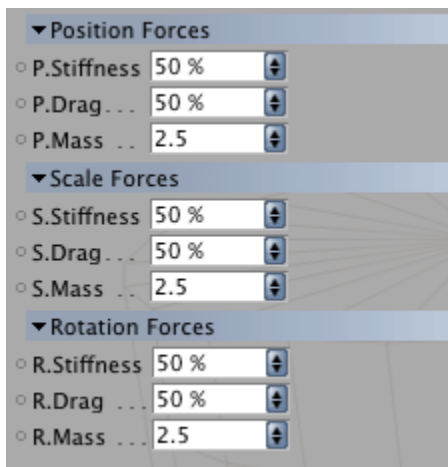 Position Forces
P.Stiffness 50 %
P.Drag... 50 %
P.Mass .. 2.5
Scale Forces
S.Stiffness 50 %
S.Drag... 50 %
S.Mass .. 2.5
Rotation Forces
R.Stiffness 50 %
R.Drag ... 50 %
R.Mass ... 2.5